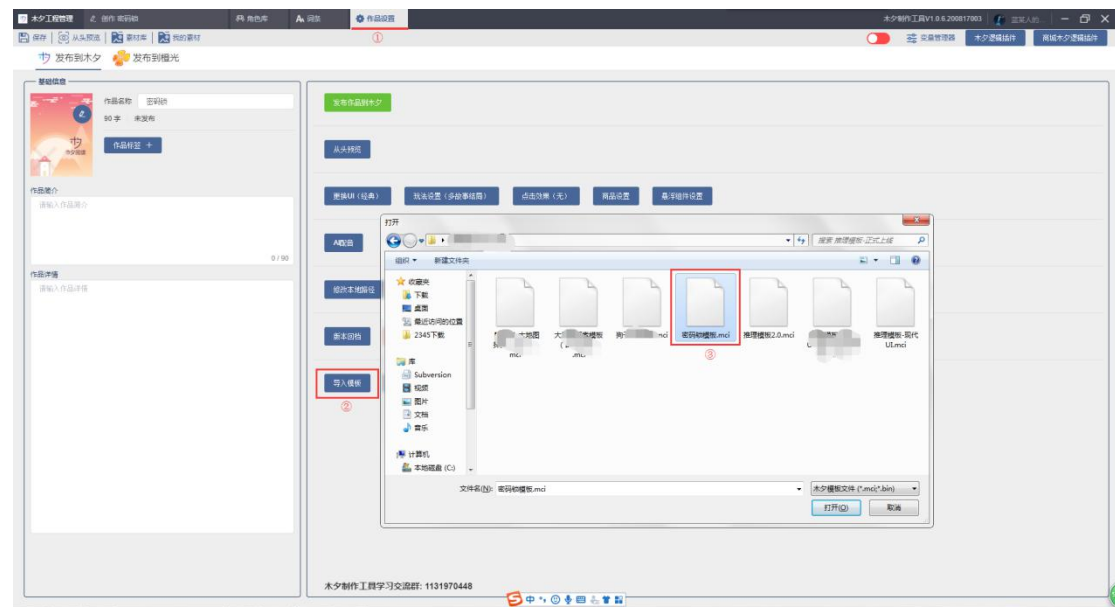 木夕工程管理 创作 密码锁 角色库 词条 作品设置 木夕制作工具V1.0.6.200817003
①
保存 从头预览 素材库 我的素材 变量管理器 木夕逻辑插件 商城木夕逻辑插件
发布到木夕 发布到橙光
基础信息
作品名称 密码锁
90 字 未发布
作品标签 +
作品简介
请输入作品简介
0 / 90
作品详情
请输入作品详情
发布作品到木夕
从头预览
更换UI（经典） 玩法设置（多故事结局） 点击效果（无） 商品设置 悬浮组件设置
AI配音
修改本地路径
版本回档
导入模板
②
打开
搜索 推理模板-正式上线
组织 新建文件夹
收藏夹
下载
桌面
最近访问的位置
2345下载
库
Subversion
视频
图片
文档
音乐
计算机
本地磁盘 (C:)
密码锁模板.mci 推理模板2.0.mci 推理模板-现代UI.mci
③
文件名(N): 密码锁模板.mci 木夕模板文件 (*.mci;*.bin)
打开(O) 取消
木夕制作工具学习交流群: 1131970448
中